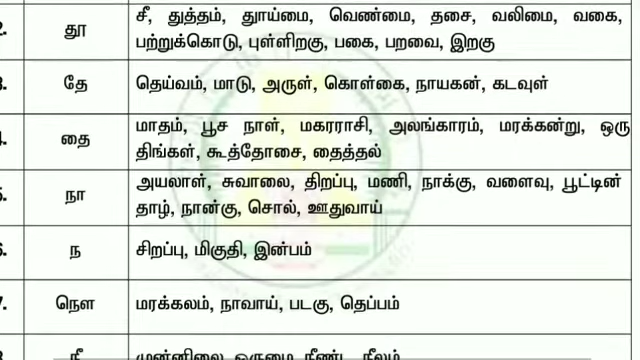 2. தூ சீ, துத்தம், தூய்மை, வெண்மை, தசை, வலிமை, வகை,
பற்றுக்கொடு, புள்ளிறகு, பகை, பறவை, இறகு
3. தே தெய்வம், மாடு, அருள், கொள்கை, நாயகன், கடவுள்
4. தை மாதம், பூச நாள், மகரராசி, அலங்காரம், மரக்கன்று, ஒரு
திங்கள், கூத்தோசை, தைத்தல்
5. நா அயலாள், சுவாலை, திறப்பு, மணி, நாக்கு, வளைவு, பூட்டின்
தாழ், நான்கு, சொல், ஊதுவாய்
6. ந சிறப்பு, மிகுதி, இன்பம்
7. நௌ மரக்கலம், நாவாய், படகு, தெப்பம்
நீ முன்னிலை ஒருமை, நீண்ட, நீலம்